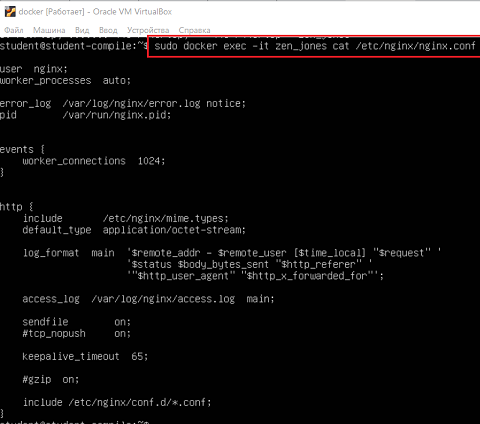 docker [Работает] - Oracle VM VirtualBox
Файл Машина Вид Ввод Устройства Справка
student@student-compile:~$ sudo docker exec -it zen_jones cat /etc/nginx/nginx.conf
user nginx;
worker_processes auto;
error_log /var/log/nginx/error.log notice;
pid /var/run/nginx.pid;
events {
worker_connections 1024;
}
http {
include /etc/nginx/mime.types;
default_type application/octet-stream;
log_format main '$remote_addr - $remote_user [$time_local] "$request" '
'$status $body_bytes_sent "$http_referer" '
'"$http_user_agent" "$http_x_forwarded_for"';
access_log /var/log/nginx/access.log main;
sendfile on;
#tcp_nopush on;
keepalive_timeout 65;
#gzip on;
include /etc/nginx/conf.d/*.conf;
}
student@student-compile:~$